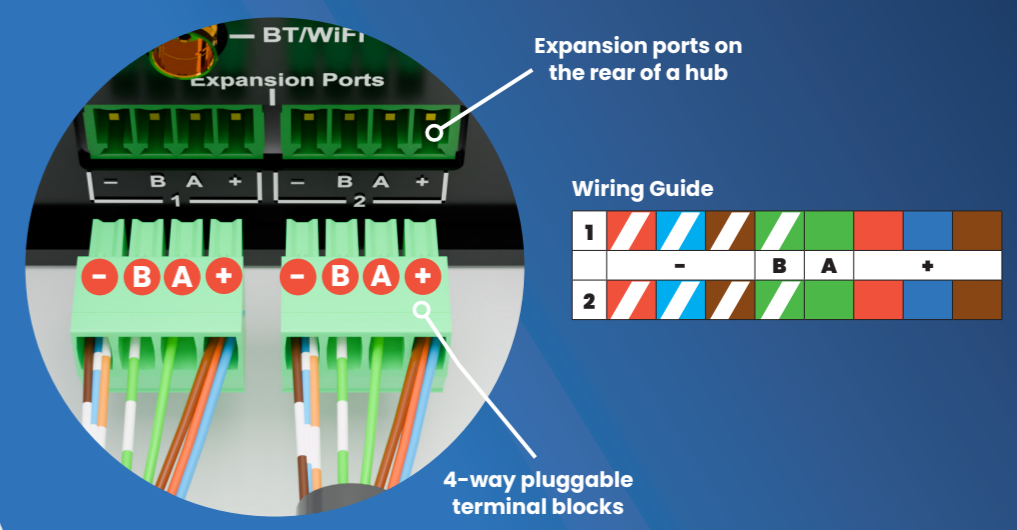 BT/WiFi
Expansion Ports
- B A + - B A +
1 2
- B A + - B A +
Expansion ports on
the rear of a hub
Wiring Guide
1
- B A +
2
4-way pluggable
terminal blocks